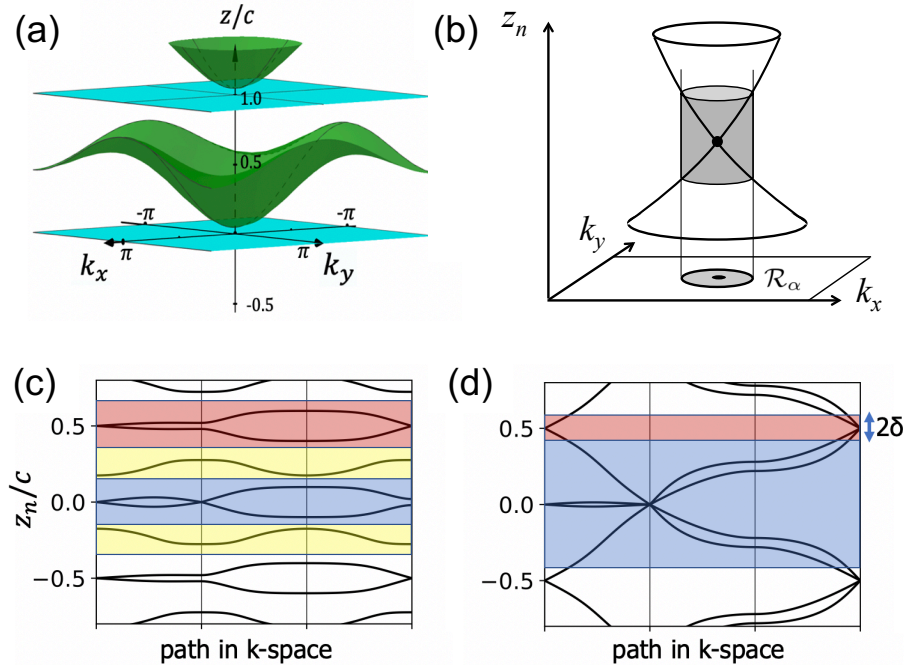 (a)
z/c
1.0
0.5
-π
-π
π
π
k_x
k_y
-0.5
(b)
z_n
k_y
ℛ_α
k_x
(c)
z_n/c
0.5
0.0
−0.5
path in k-space
(d)
0.5
0.0
−0.5
2δ
path in k-space